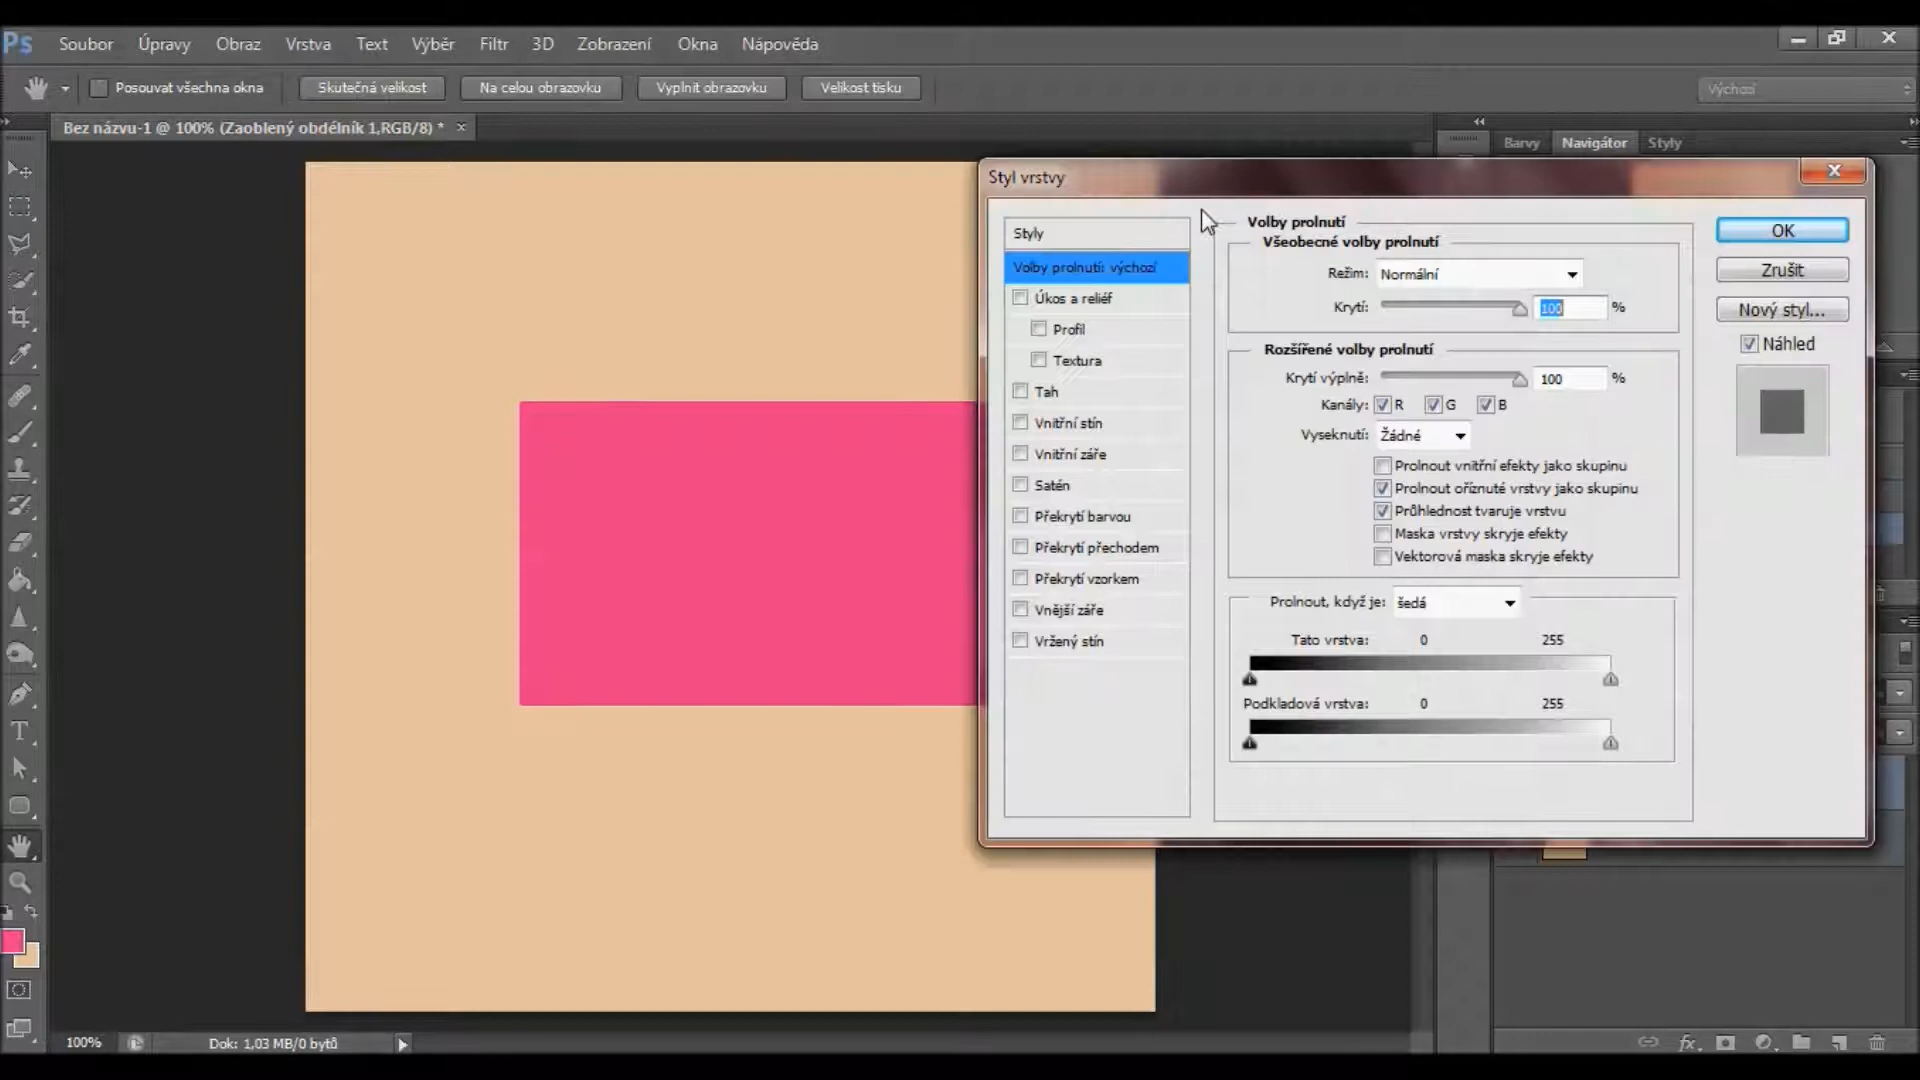 Ps Soubor Úpravy Obraz Vrstva Text Výběr Filtr 3D Zobrazení Okna Nápověda
Posouvat všechna okna Skutečná velikost Na celou obrazovku Vyplnit obrazovku Velikost tisku Výchozí
Bez názvu-1 @ 100% (Zaoblený obdélník 1,RGB/8) * ×
Barvy Navigátor Styly
Styl vrstvy
Styly
Volby prolnutí: výchozí
Úkos a reliéf
Profil
Textura
Tah
Vnitřní stín
Vnitřní záře
Satén
Překrytí barvou
Překrytí přechodem
Překrytí vzorkem
Vnější záře
Vržený stín
Volby prolnutí
Všeobecné volby prolnutí
Režim: Normální
Krytí: 100 %
Rozšířené volby prolnutí
Krytí výplně: 100 %
Kanály: R G B
Vyseknutí: Žádné
Prolnout vnitřní efekty jako skupinu
Prolnout oříznuté vrstvy jako skupinu
Průhlednost tvaruje vrstvu
Maska vrstvy skryje efekty
Vektorová maska skryje efekty
Prolnout, když je: šedá
Tato vrstva: 0 255
Podkladová vrstva: 0 255
OK
Zrušit
Nový styl...
Náhled
T
100% Dok: 1,03 MB/0 bytů
fx